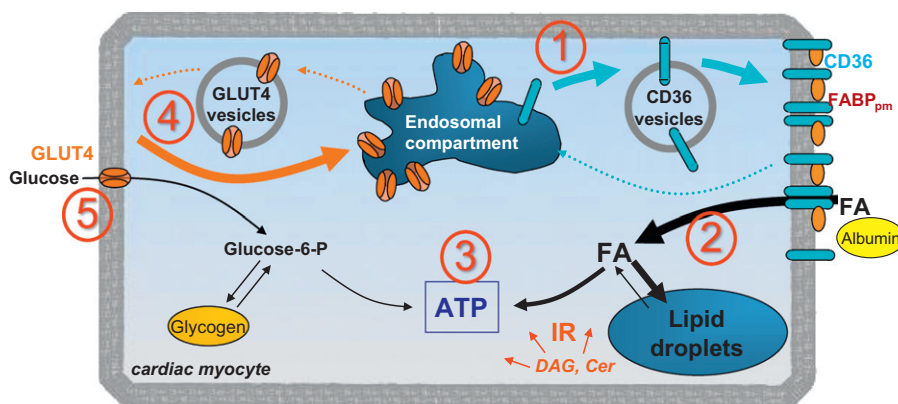 1
CD36
GLUT4
vesicles
CD36
vesicles
4
FABPpm
Endosomal
compartment
GLUT4
Glucose
5
2
FA
Albumin
Glucose-6-P
3
FA
ATP
Glycogen
IR
DAG, Cer
Lipid
droplets
cardiac myocyte